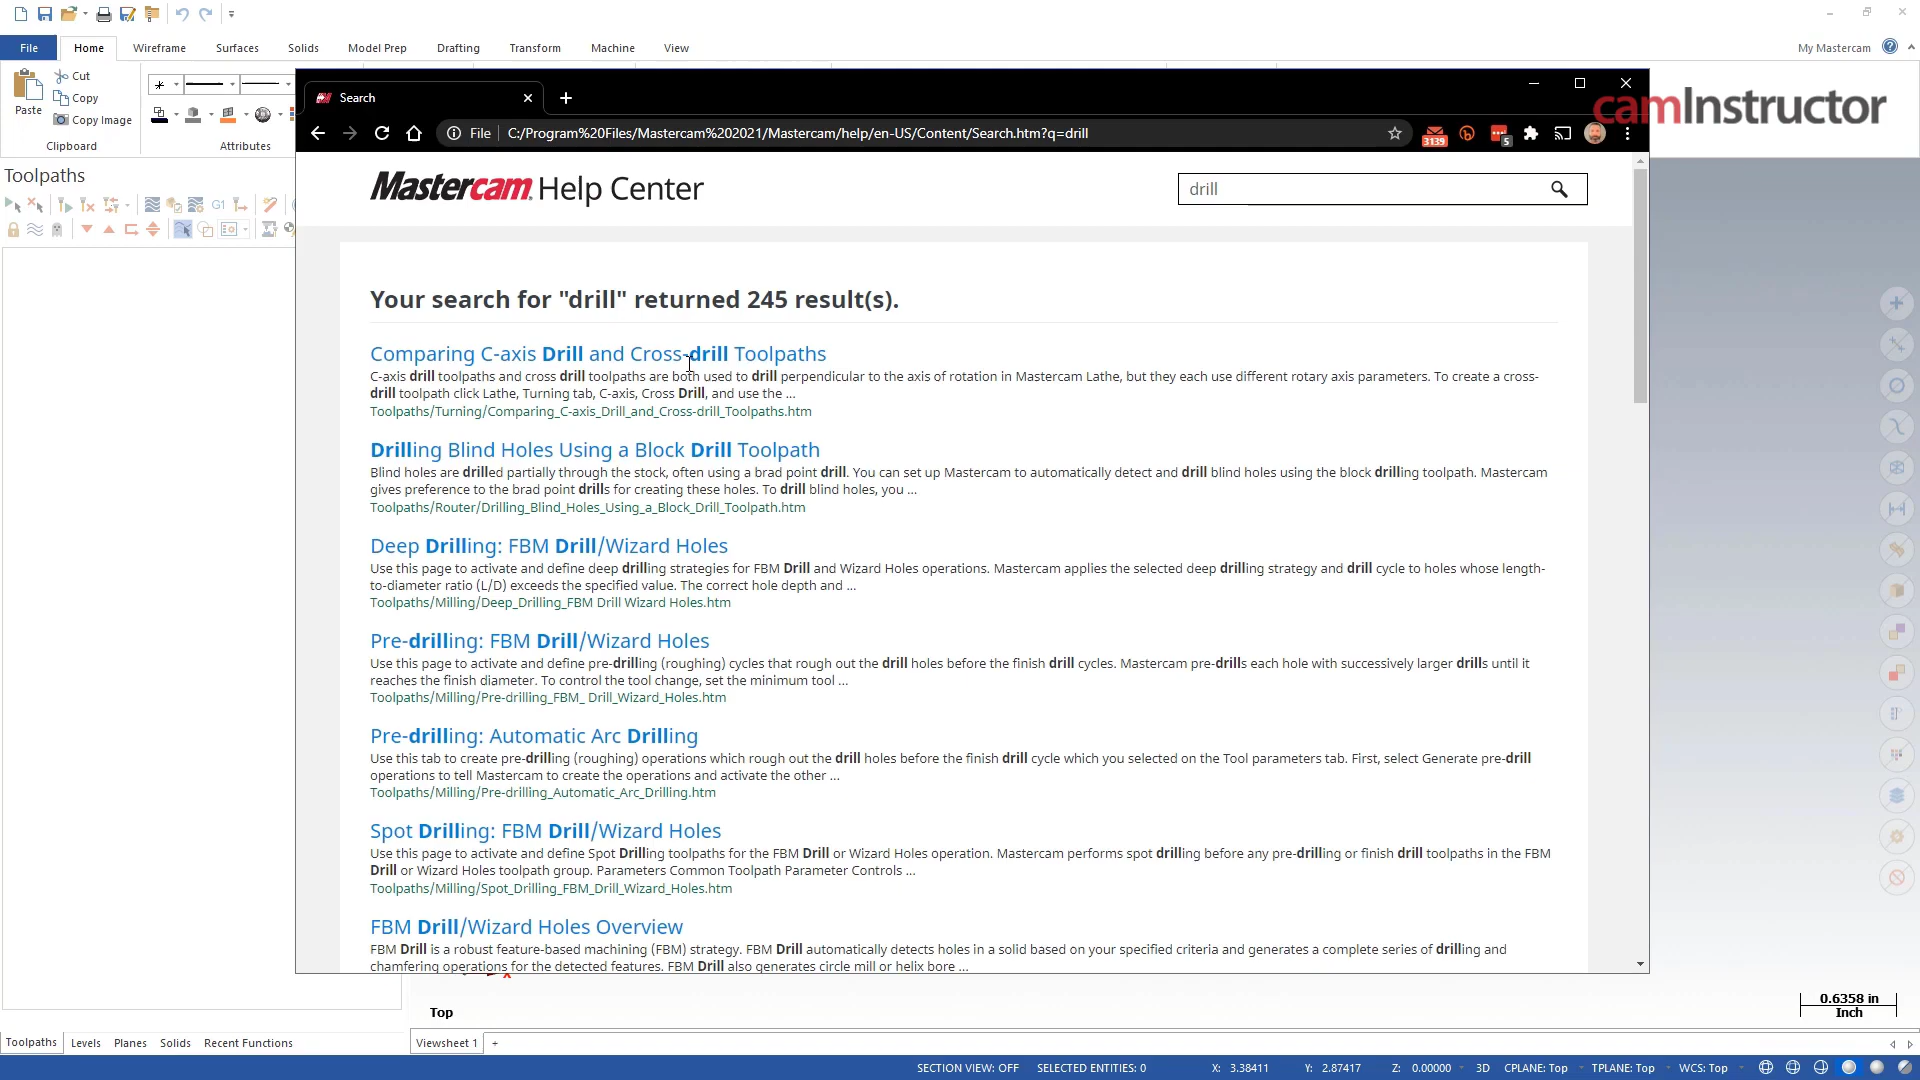 File Home Wireframe Surfaces Solids Model Prep Drafting Transform Machine View My Mastercam
Paste
Cut
Copy
Copy Image
Clipboard
Attributes
camInstructor
Toolpaths
G1
Search
File C:/Program%20Files/Mastercam%202021/Mastercam/help/en-US/Content/Search.htm?q=drill
3139
5
Mastercam. Help Center
drill
Your search for "drill" returned 245 result(s).
Comparing C-axis Drill and Cross-drill Toolpaths
C-axis drill toolpaths and cross drill toolpaths are both used to drill perpendicular to the axis of rotation in Mastercam Lathe, but they each use different rotary axis parameters. To create a cross-
drill toolpath click Lathe, Turning tab, C-axis, Cross Drill, and use the ...
Toolpaths/Turning/Comparing_C-axis_Drill_and_Cross-drill_Toolpaths.htm
Drilling Blind Holes Using a Block Drill Toolpath
Blind holes are drilled partially through the stock, often using a brad point drill. You can set up Mastercam to automatically detect and drill blind holes using the block drilling toolpath. Mastercam
gives preference to the brad point drills for creating these holes. To drill blind holes, you ...
Toolpaths/Router/Drilling_Blind_Holes_Using_a_Block_Drill_Toolpath.htm
Deep Drilling: FBM Drill/Wizard Holes
Use this page to activate and define deep drilling strategies for FBM Drill and Wizard Holes operations. Mastercam applies the selected deep drilling strategy and drill cycle to holes whose length-
to-diameter ratio (L/D) exceeds the specified value. The correct hole depth and ...
Toolpaths/Milling/Deep_Drilling_FBM Drill Wizard Holes.htm
Pre-drilling: FBM Drill/Wizard Holes
Use this page to activate and define pre-drilling (roughing) cycles that rough out the drill holes before the finish drill cycles. Mastercam pre-drills each hole with successively larger drills until it
reaches the finish diameter. To control the tool change, set the minimum tool ...
Toolpaths/Milling/Pre-drilling_FBM_ Drill_Wizard_Holes.htm
Pre-drilling: Automatic Arc Drilling
Use this tab to create pre-drilling (roughing) operations which rough out the drill holes before the finish drill cycle which you selected on the Tool parameters tab. First, select Generate pre-drill
operations to tell Mastercam to create the operations and activate the other ...
Toolpaths/Milling/Pre-drilling_Automatic_Arc_Drilling.htm
Spot Drilling: FBM Drill/Wizard Holes
Use this page to activate and define Spot Drilling toolpaths for the FBM Drill or Wizard Holes operation. Mastercam performs spot drilling before any pre-drilling or finish drill toolpaths in the FBM
Drill or Wizard Holes toolpath group. Parameters Common Toolpath Parameter Controls ...
Toolpaths/Milling/Spot_Drilling_FBM_Drill_Wizard_Holes.htm
FBM Drill/Wizard Holes Overview
FBM Drill is a robust feature-based machining (FBM) strategy. FBM Drill automatically detects holes in a solid based on your specified criteria and generates a complete series of drilling and
chamfering operations for the detected features. FBM Drill also generates circle mill or helix bore ...
Top
0.6358 in
Inch
Toolpaths Levels Planes Solids Recent Functions Viewsheet 1 +
SECTION VIEW: OFF SELECTED ENTITIES: 0 X: 3.38411 Y: 2.87417 Z: 0.00000 3D CPLANE: Top TPLANE: Top WCS: Top